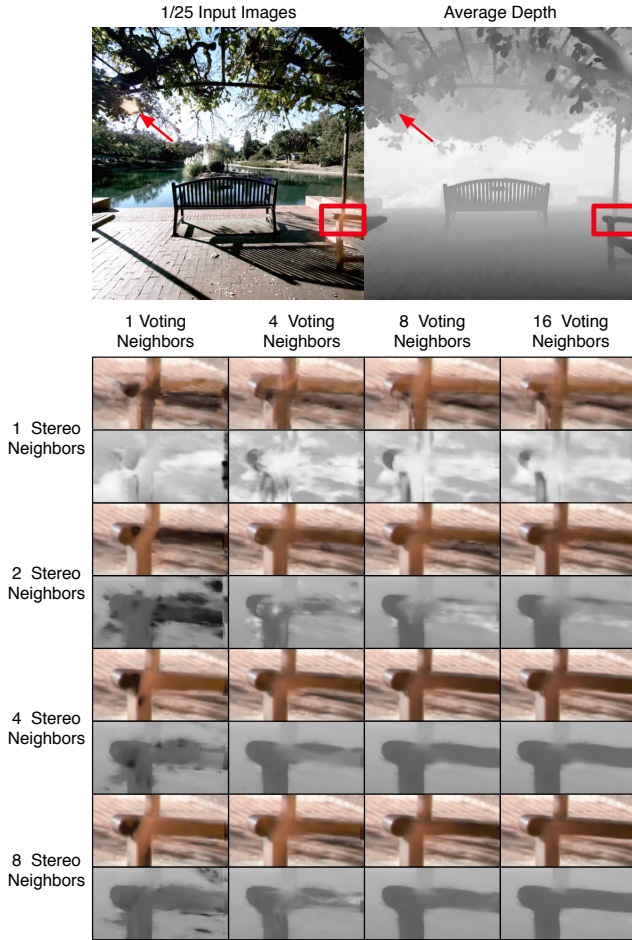 1/25 Input Images
Average Depth
1 Voting
Neighbors
4 Voting
Neighbors
8 Voting
Neighbors
16 Voting
Neighbors
1 Stereo
Neighbors
2 Stereo
Neighbors
4 Stereo
Neighbors
8 Stereo
Neighbors